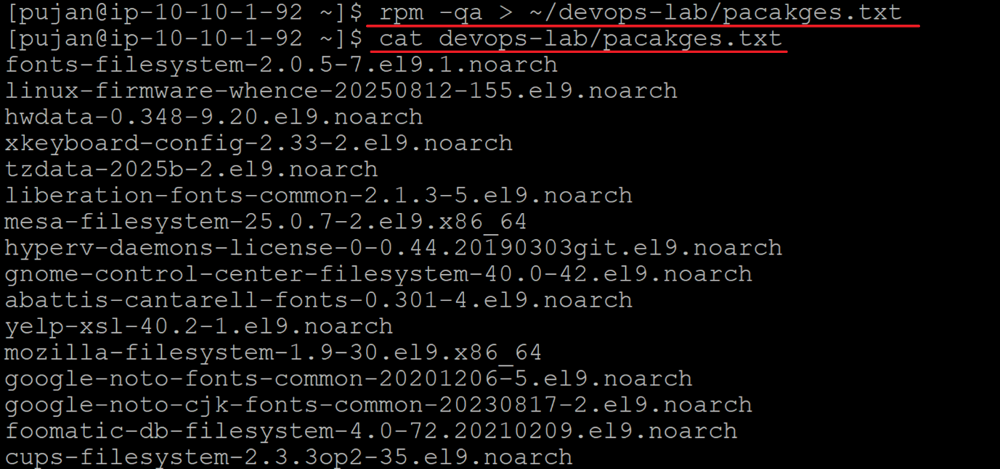 [pujan@ip-10-10-1-92 ~]$ rpm -qa > ~/devops-lab/pacakges.txt
[pujan@ip-10-10-1-92 ~]$ cat devops-lab/pacakges.txt
fonts-filesystem-2.0.5-7.el9.1.noarch
linux-firmware-whence-20250812-155.el9.noarch
hwdata-0.348-9.20.el9.noarch
xkeyboard-config-2.33-2.el9.noarch
tzdata-2025b-2.el9.noarch
liberation-fonts-common-2.1.3-5.el9.noarch
mesa-filesystem-25.0.7-2.el9.x86_64
hyperv-daemons-license-0-0.44.20190303git.el9.noarch
gnome-control-center-filesystem-40.0-42.el9.noarch
abattis-cantarell-fonts-0.301-4.el9.noarch
yelp-xsl-40.2-1.el9.noarch
mozilla-filesystem-1.9-30.el9.x86_64
google-noto-fonts-common-20201206-5.el9.noarch
google-noto-cjk-fonts-common-20230817-2.el9.noarch
foomatic-db-filesystem-4.0-72.20210209.el9.noarch
cups-filesystem-2.3.3op2-35.el9.noarch